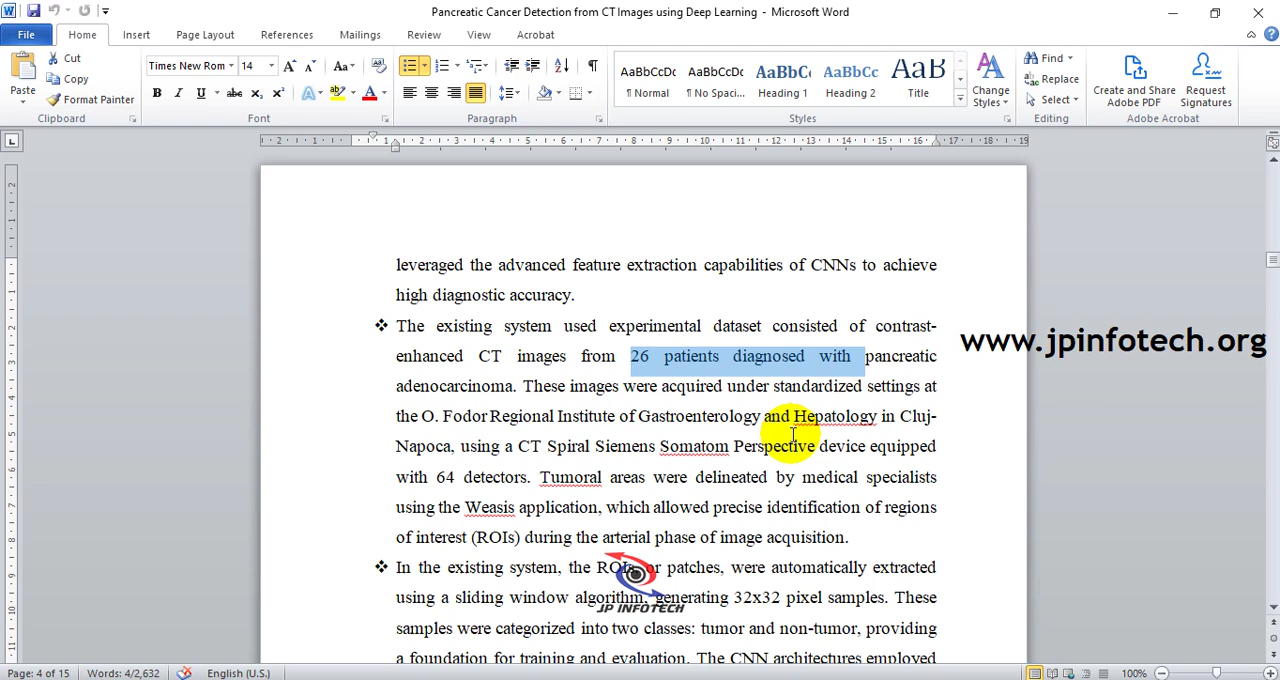 Pancreatic Cancer Detection from CT Images using Deep Learning - Microsoft Word
File Home Insert Page Layout References Mailings Review View Acrobat
Paste
Cut
Copy
Format Painter
Clipboard
Times New Rom 14
Font
Paragraph
AaBbCcDc AaBbCcDc AaBbC AaBbCc AaB
¶ Normal ¶ No Spaci... Heading 1 Heading 2 Title
Change Styles
Styles
Find
Replace
Select
Editing
Create and Share Adobe PDF
Request Signatures
Adobe Acrobat
leveraged the advanced feature extraction capabilities of CNNs to achieve
high diagnostic accuracy.
❖ The existing system used experimental dataset consisted of contrast-
enhanced CT images from 26 patients diagnosed with pancreatic
adenocarcinoma. These images were acquired under standardized settings at
the O. Fodor Regional Institute of Gastroenterology and Hepatology in Cluj-
Napoca, using a CT Spiral Siemens Somatom Perspective device equipped
with 64 detectors. Tumoral areas were delineated by medical specialists
using the Weasis application, which allowed precise identification of regions
of interest (ROIs) during the arterial phase of image acquisition.
❖ In the existing system, the ROIs, or patches, were automatically extracted
using a sliding window algorithm, generating 32x32 pixel samples. These
samples were categorized into two classes: tumor and non-tumor, providing
a foundation for training and evaluation. The CNN architectures employed
www.jpinfotech.org
JP INFOTECH
Page: 4 of 15 Words: 4/2,632 English (U.S.) 100%